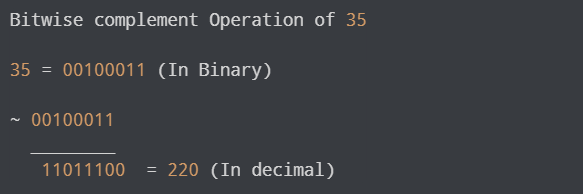 Bitwise complement Operation of 35
35 = 00100011 (In Binary)
~ 00100011
________
11011100 = 220 (In decimal)